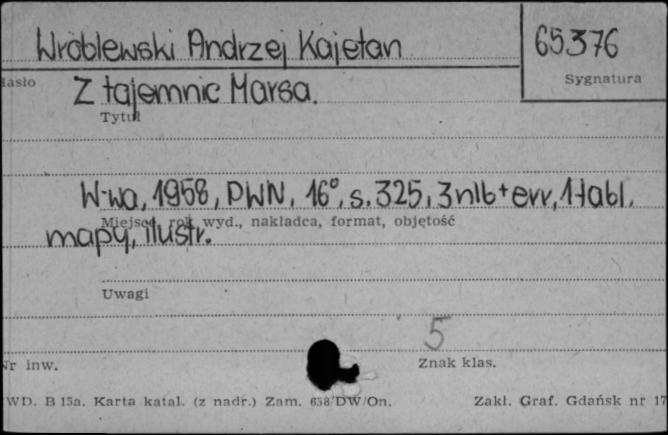 Wróblewski Andrzej Kajetan
65376
Hasło
Sygnatura
Z tajemnic Marsa.
Tytuł
W-wa, 1958, PWN, 16°, s. 325, 3nlb+err, 1 tabl.
Miejsce, rok wyd., nakładca, format, objętość
mapy, ilustr.
Uwagi
5
Nr inw.
Znak klas.
WD. B 15a. Karta katal. (z nadr.) Zam. 658/DW/On.
Zakł. Graf. Gdańsk nr 17